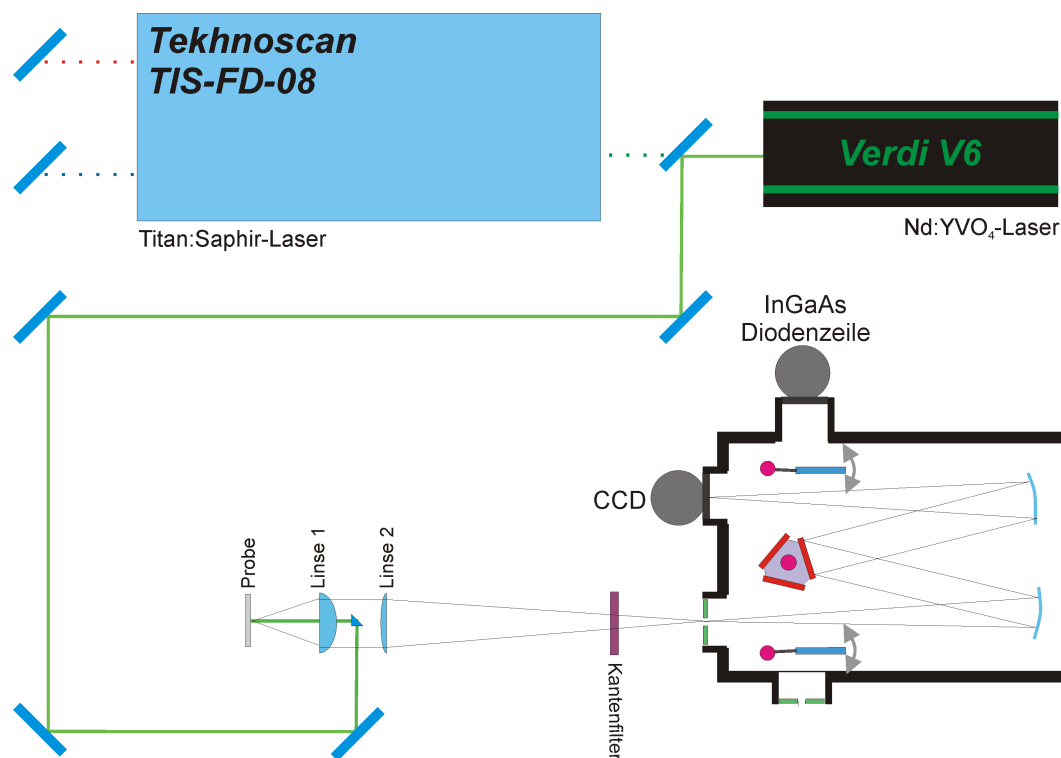 Tekhnoscan
TIS-FD-08
Verdi V6
Titan:Saphir-Laser
Nd:YVO₄-Laser
InGaAs
Diodenzeile
CCD
Probe
Linse 1
Linse 2
Kantenfilter